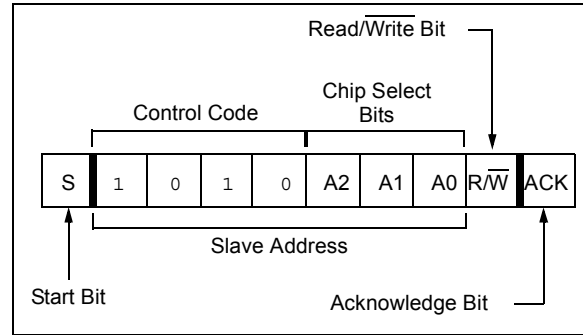 Read/Write Bit
Chip Select
Bits
Control Code
S 1 0 1 0 A2 A1 A0 R/W ACK
Slave Address
Start Bit
Acknowledge Bit